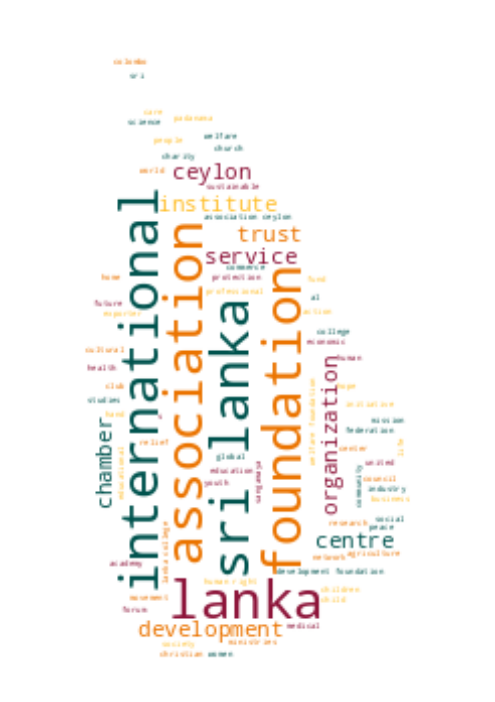 colombo
sri
care
padanama
science
welfare
people
church
charity
world
ceylon
sustainable
institute
association ceylon
trust
service
commerce
home
protection
fund
international
association
sri lanka
foundation
professional
al
future
exporter
action
college
economic
cultural
human
health
organization
club
hope
studies
welfare foundation
initiative
hand
mission
chamber
federation
relief
center
life
global
united
educational
education
sangamaya
community
council
youth
industry
business
research
social
peace
centre
lanka college
network
agriculture
academy
development foundation
human right
children
lanka
movement
child
forum
development
medical
society
ministries
christian
women